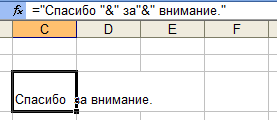 fx ="Спасибо "&" за"&" внимание."
C D E F
Спасибо за внимание.